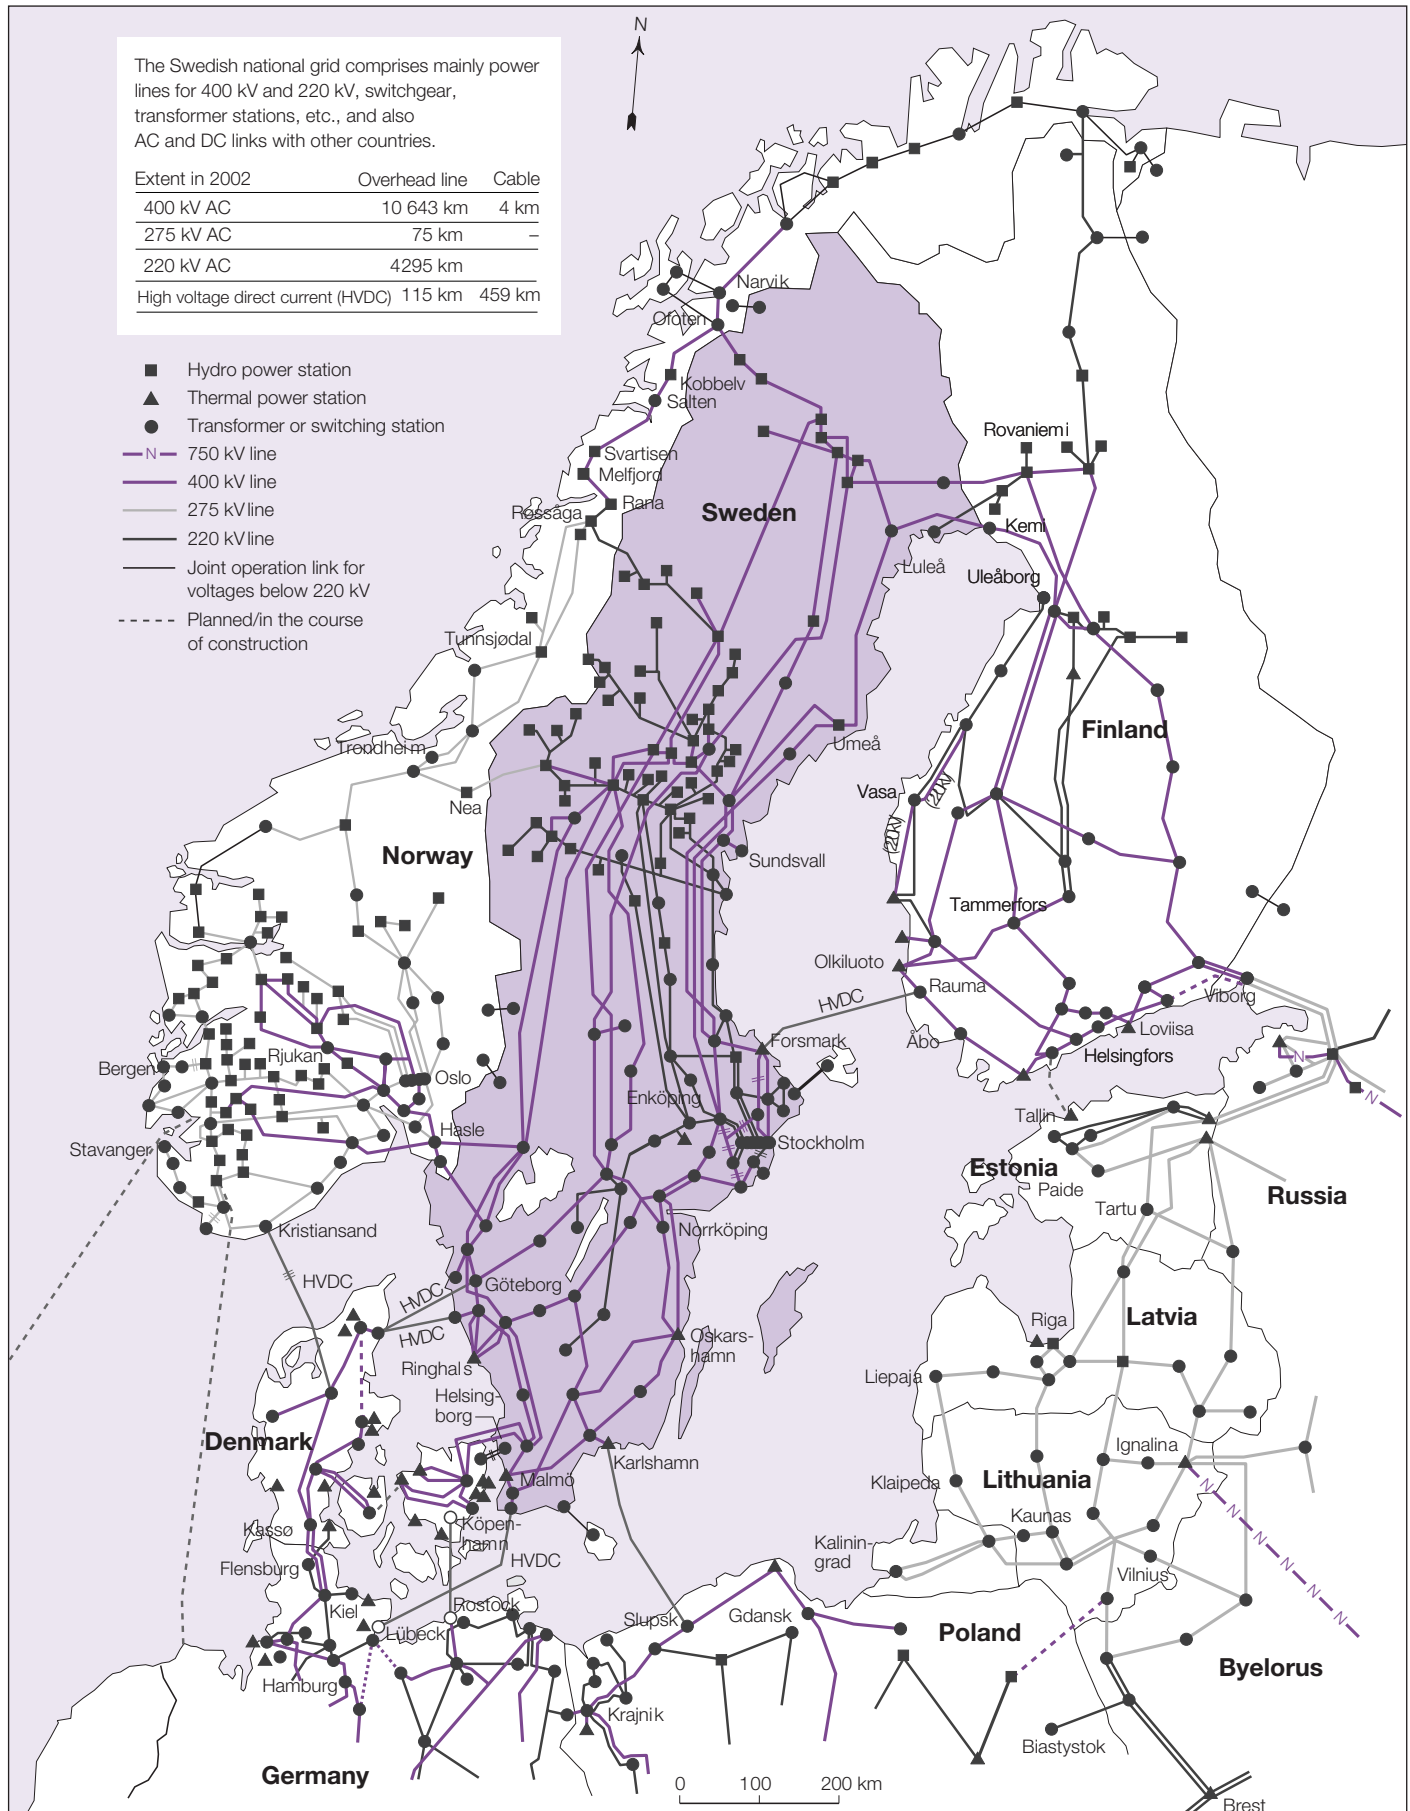 N
The Swedish national grid comprises mainly power
lines for 400 kV and 220 kV, switchgear,
transformer stations, etc., and also
AC and DC links with other countries.
Extent in 2002 Overhead line Cable
400 kV AC 10 643 km 4 km
275 kV AC 75 km –
220 kV AC 4295 km
High voltage direct current (HVDC) 115 km 459 km
Hydro power station
Thermal power station
Transformer or switching station
N 750 kV line
400 kV line
275 kV line
220 kV line
Joint operation link for
voltages below 220 kV
Planned/in the course
of construction
Narvik
Ofoten
Kobbelv
Salten
Svartisen
Melfjord
Rana
Røssåga
Rovaniemi
Sweden
Kemi
Luleå
Uleåborg
Tunnsjødal
Finland
Umeå
Trondheim
Nea
Vasa
(220kV)
(220kV)
Norway
Sundsvall
Tammerfors
Olkiluoto
Rauma
HVDC
Viborg
Loviisa
Forsmark
Åbo
Helsingfors
Rjukan
Bergen
Oslo
N
N
Enköping
Tallin
Hasle
Stockholm
Stavanger
Estonia
Paide
Russia
Tartu
Kristiansand
Norrköping
HVDC
HVDC
Göteborg
HVDC
Riga
Latvia
Oskars-
hamn
Ringhals
Liepaja
Helsing-
borg
Denmark
Karlshamn
Ignalina
Malmö
Klaipeda
Lithuania
N
N
N
N
N
N
Kaunas
Köpen-
hamn
Kassø
Kalinin-
grad
HVDC
Flensburg
Vilnius
Kiel
Rostock
Slupsk
Gdansk
Lübeck
Poland
Byelorus
Hamburg
Krajnik
Biastystok
Germany
0 100 200 km
Brest